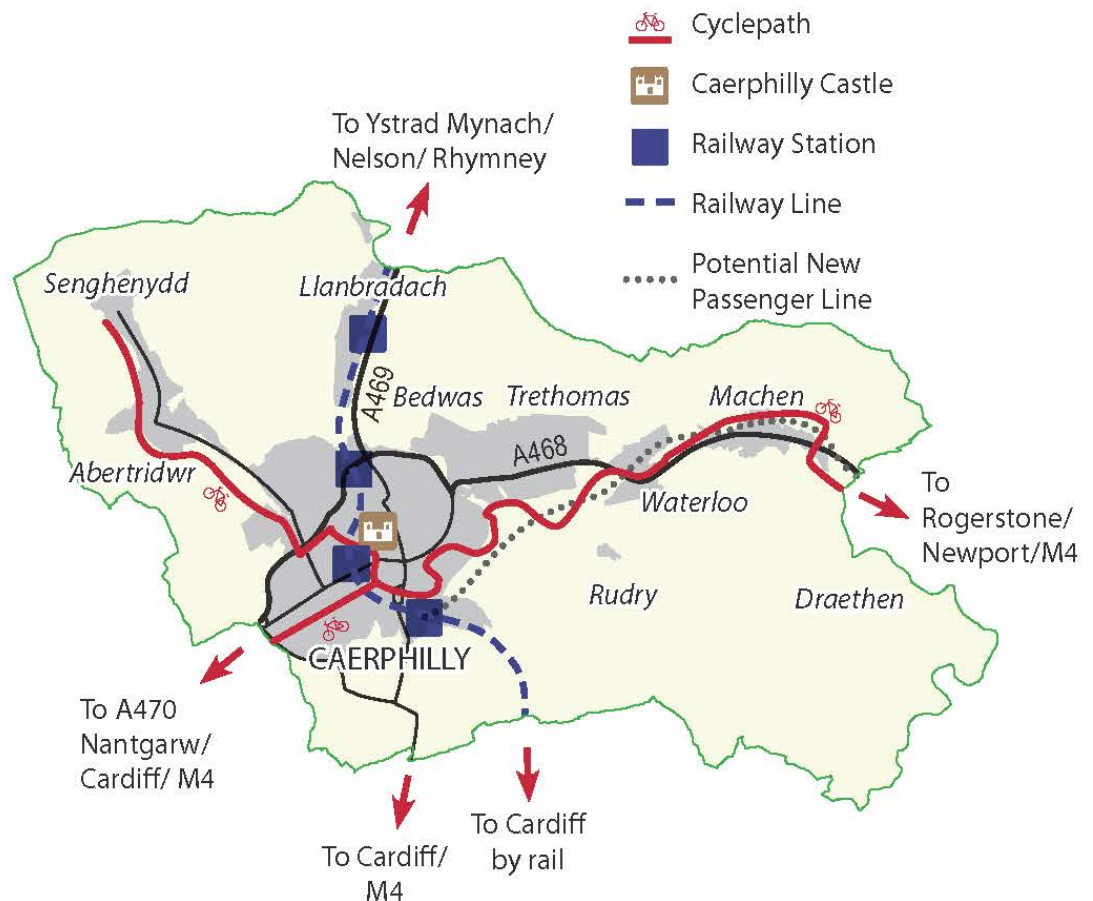 Cyclepath
Caerphilly Castle
Railway Station
Railway Line
Potential New
Passenger Line
To Ystrad Mynach/
Nelson/ Rhymney
Senghenydd
Llanbradach
A469
Bedwas
Trethomas
Machen
A468
Abertridwr
Waterloo
To
Rogerstone/
Newport/M4
Rudry
Draethen
CAERPHILLY
To A470
Nantgarw/
Cardiff/ M4
To Cardiff/
M4
To Cardiff
by rail